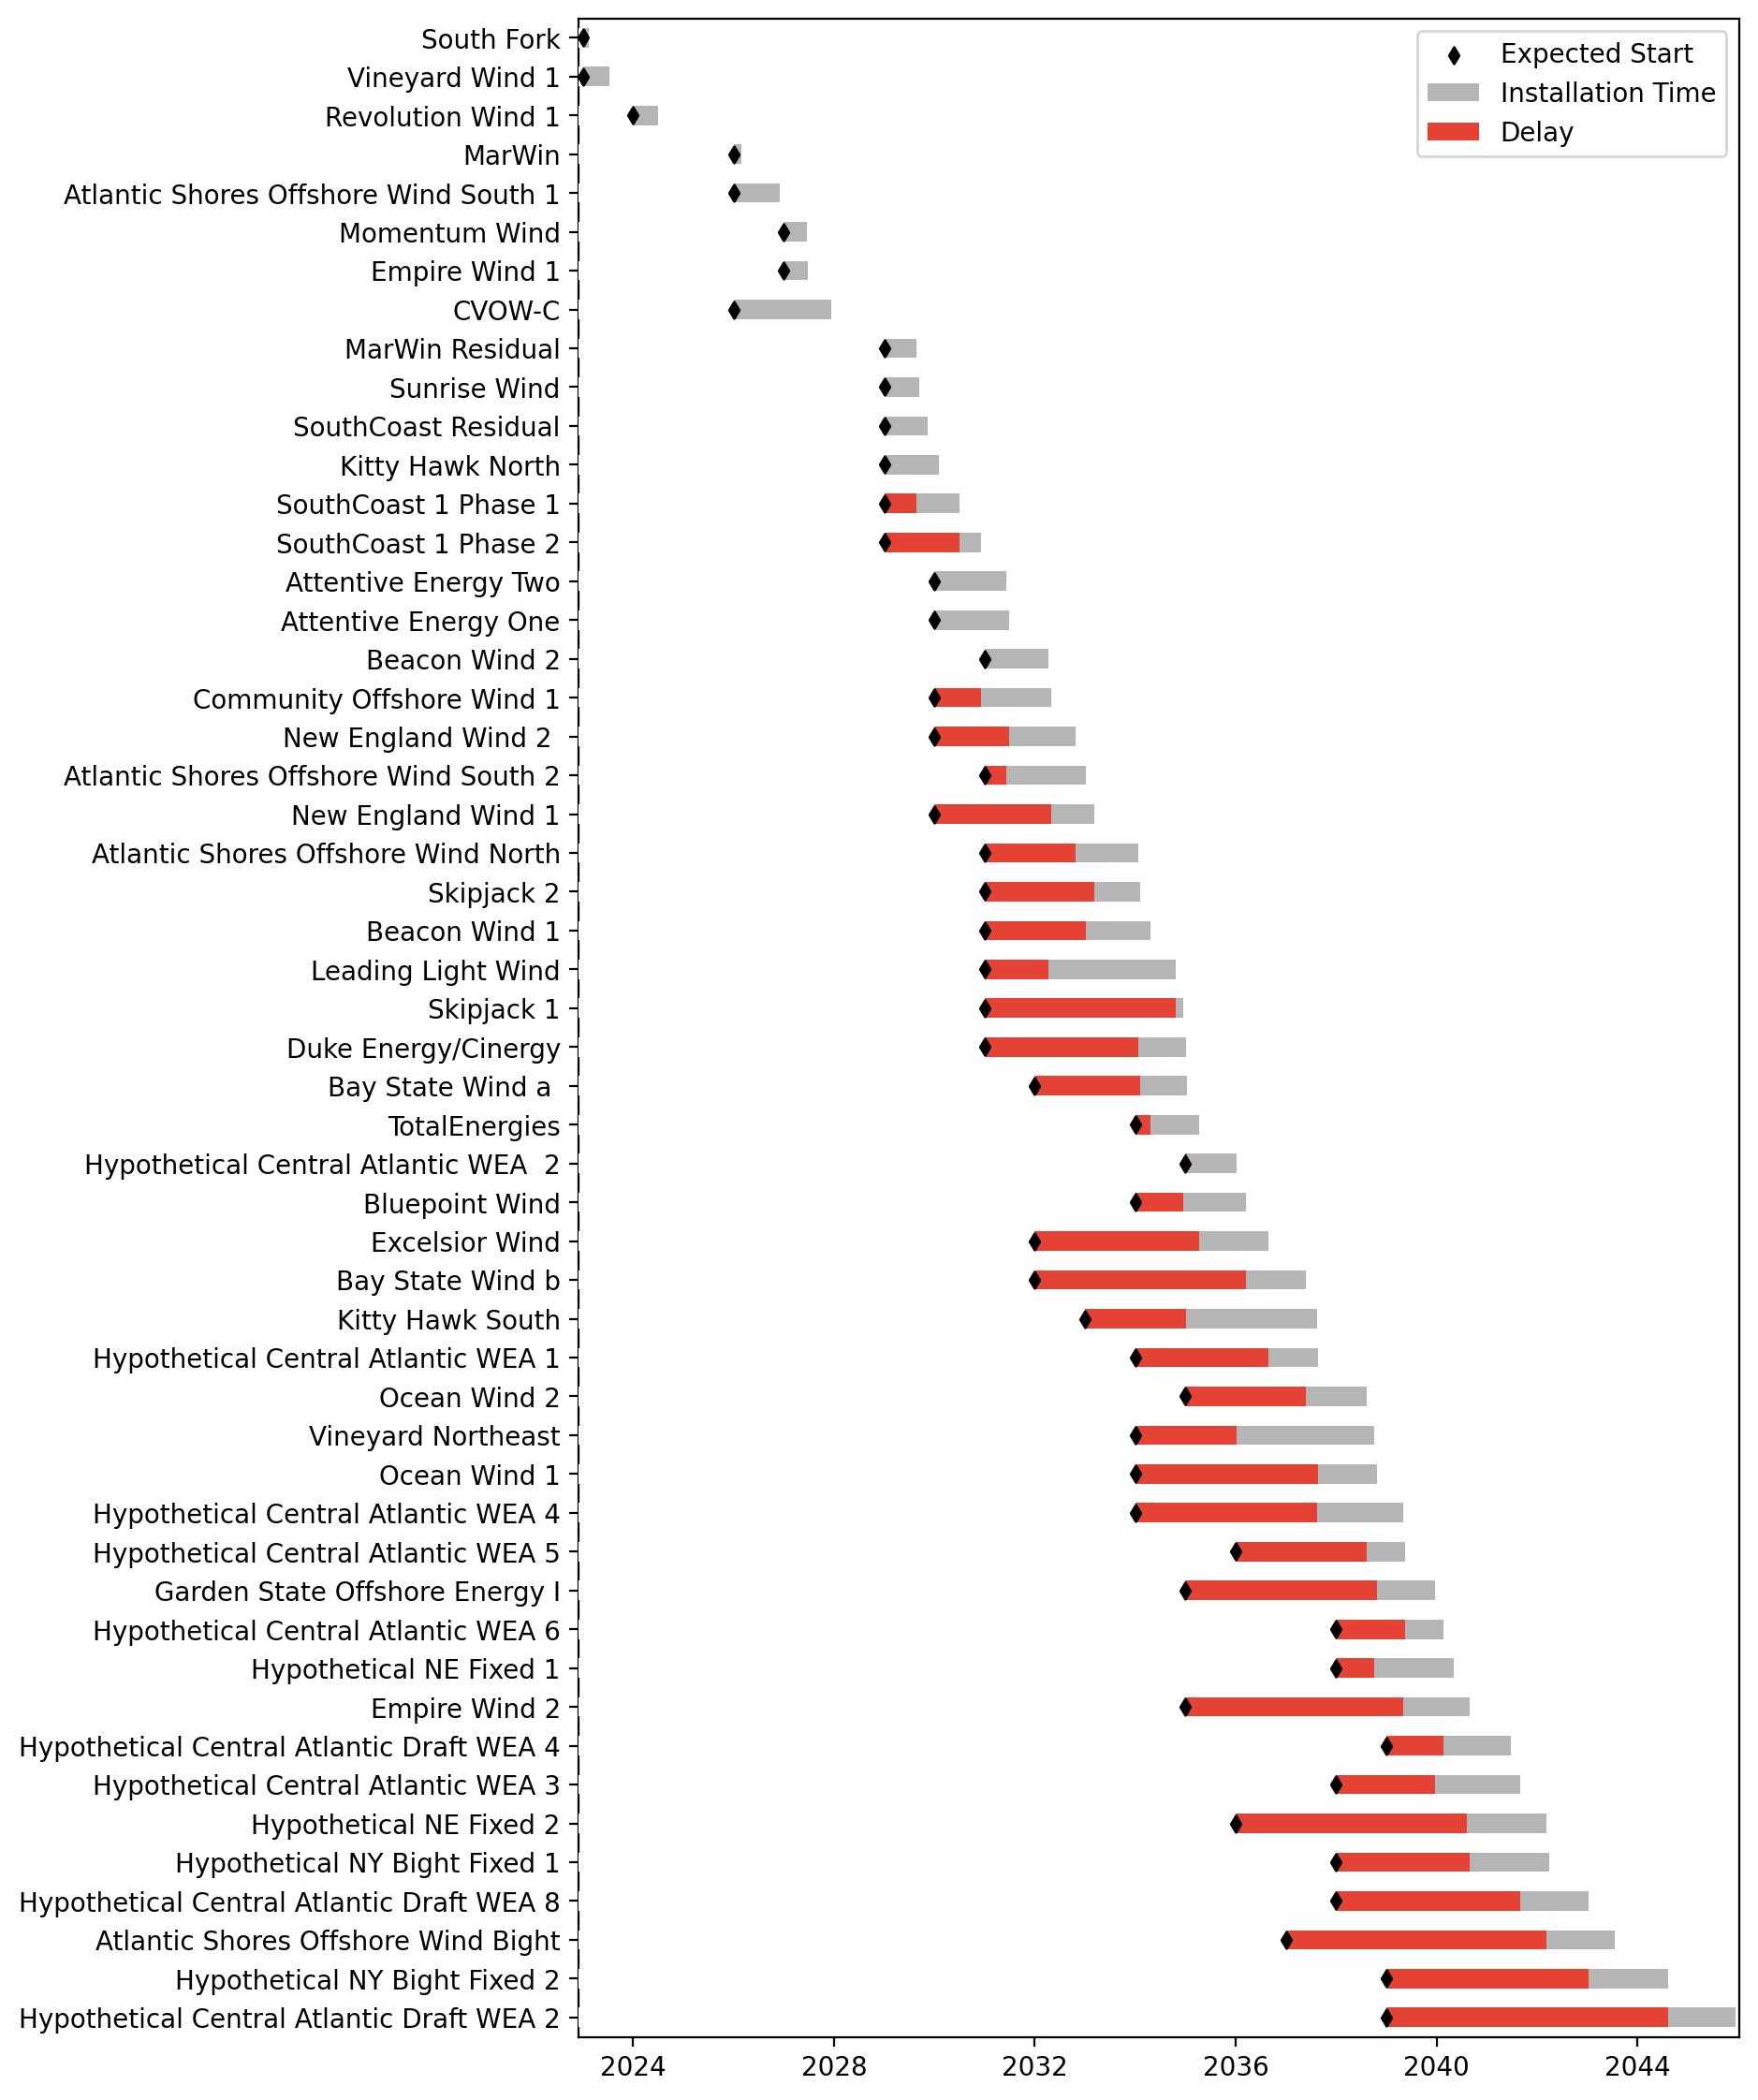 South Fork
Vineyard Wind 1
Revolution Wind 1
MarWin
Atlantic Shores Offshore Wind South 1
Momentum Wind
Empire Wind 1
CVOW-C
MarWin Residual
Sunrise Wind
SouthCoast Residual
Kitty Hawk North
SouthCoast 1 Phase 1
SouthCoast 1 Phase 2
Attentive Energy Two
Attentive Energy One
Beacon Wind 2
Community Offshore Wind 1
New England Wind 2
Atlantic Shores Offshore Wind South 2
New England Wind 1
Atlantic Shores Offshore Wind North
Skipjack 2
Beacon Wind 1
Leading Light Wind
Skipjack 1
Duke Energy/Cinergy
Bay State Wind a
TotalEnergies
Hypothetical Central Atlantic WEA  2
Bluepoint Wind
Excelsior Wind
Bay State Wind b
Kitty Hawk South
Hypothetical Central Atlantic WEA 1
Ocean Wind 2
Vineyard Northeast
Ocean Wind 1
Hypothetical Central Atlantic WEA 4
Hypothetical Central Atlantic WEA 5
Garden State Offshore Energy I
Hypothetical Central Atlantic WEA 6
Hypothetical NE Fixed 1
Empire Wind 2
Hypothetical Central Atlantic Draft WEA 4
Hypothetical Central Atlantic WEA 3
Hypothetical NE Fixed 2
Hypothetical NY Bight Fixed 1
Hypothetical Central Atlantic Draft WEA 8
Atlantic Shores Offshore Wind Bight
Hypothetical NY Bight Fixed 2
Hypothetical Central Atlantic Draft WEA 2
Expected Start
Installation Time
Delay
2024 2028 2032 2036 2040 2044